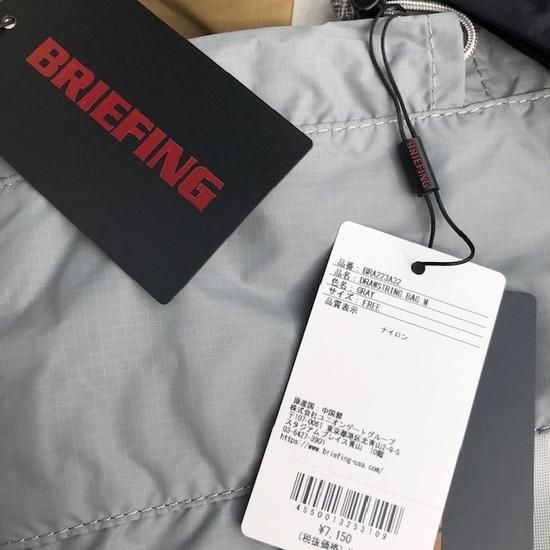 BRIEFING
BRIEFING
品番: BRA223A32
品名: DRAWSTRING BAG M
色名: GRAY
サイズ: FREE
品質表示
ナイロン
原産国: 中国製
株式会社ユニオンゲートグループ
〒107-0061 東京都港区北青山2-9-5
スタジアムプレイス青山 10階
03-6427-3901
https://www.briefing-usa.com/
4550013253109
¥7,150
(税抜価格)